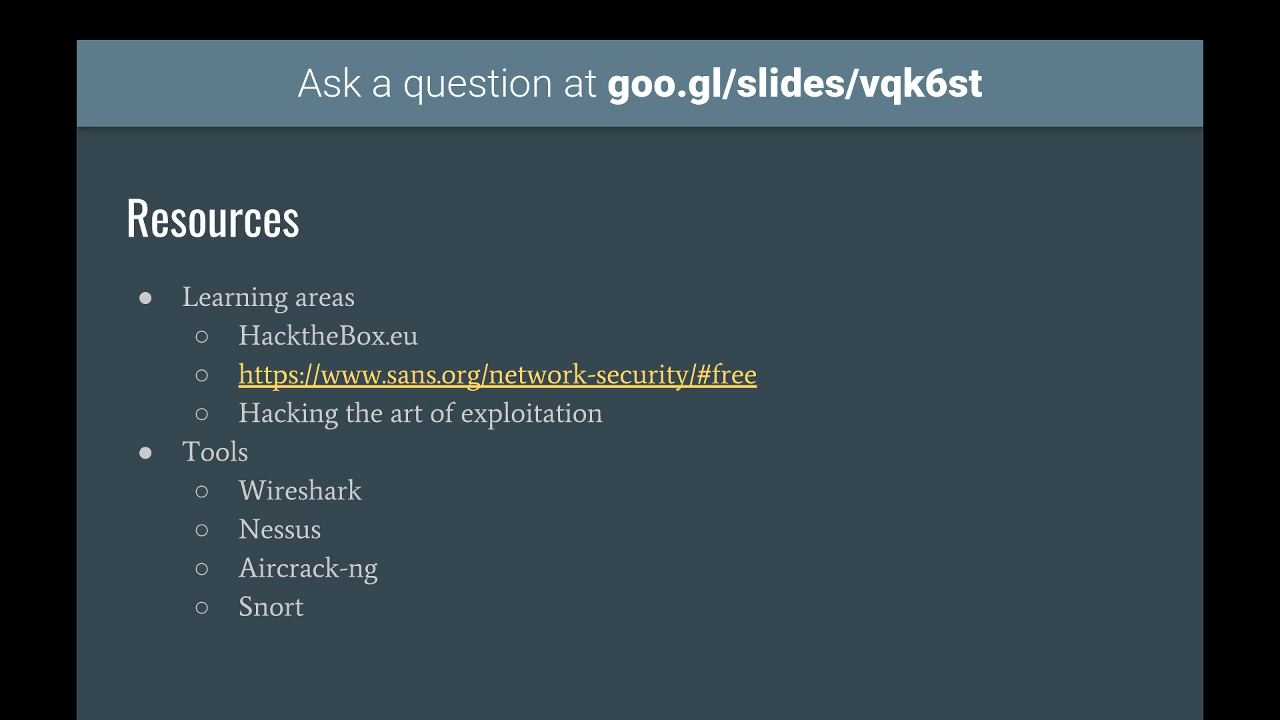 Ask a question at goo.gl/slides/vqk6st
Resources
● Learning areas
○ HacktheBox.eu
○ https://www.sans.org/network-security/#free
○ Hacking the art of exploitation
● Tools
○ Wireshark
○ Nessus
○ Aircrack-ng
○ Snort